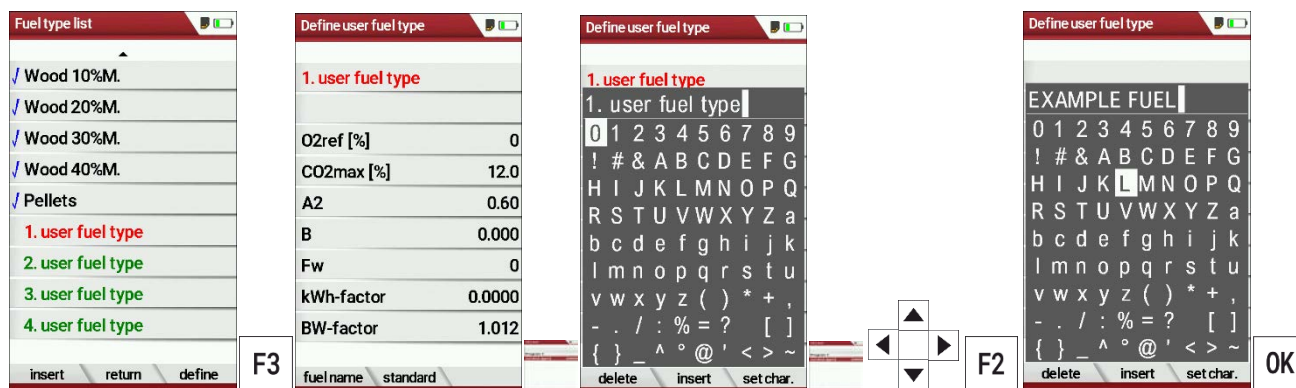 Fuel type list
√ Wood 10%M.
√ Wood 20%M.
√ Wood 30%M.
√ Wood 40%M.
√ Pellets
1. user fuel type
2. user fuel type
3. user fuel type
4. user fuel type
insert return define
F3
Define user fuel type
1. user fuel type
O2ref [%] 0
CO2max [%] 12.0
A2 0.60
B 0.000
Fw 0
kWh-factor 0.0000
BW-factor 1.012
fuel name standard
Define user fuel type
1. user fuel type
1. user fuel type
0 1 2 3 4 5 6 7 8 9
! # & A B C D E F G
H I J K L M N O P Q
R S T U V W X Y Z a
b c d e f g h i j k
l m n o p q r s t u
v w x y z ( ) * + ,
- . / : % = ? [ ]
{ } _ ^ ° @ ' < > ~
delete insert set char.
F2
Define user fuel type
EXAMPLE FUEL
0 1 2 3 4 5 6 7 8 9
! # & A B C D E F G
H I J K L M N O P Q
R S T U V W X Y Z a
b c d e f g h i j k
l m n o p q r s t u
v w x y z ( ) * + ,
- . / : % = ? [ ]
{ } _ ^ ° @ ' < > ~
delete insert set char.
OK